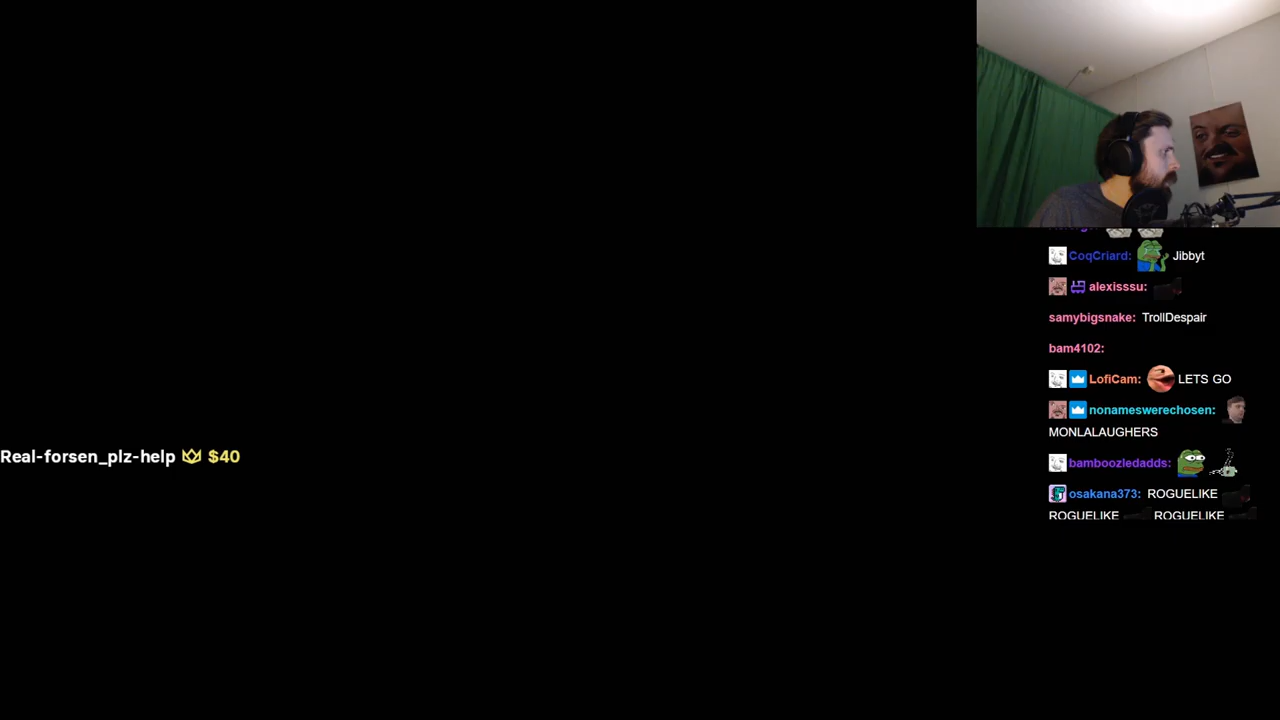 CoqCriard: Jibbyt
alexisssu:
samybigsnake: TrollDespair
bam4102:
LofiCam: LETS GO
nonameswerechosen:
MONLALAUGHERS
bamboozledadds:
osakana373: ROGUELIKE
ROGUELIKE ROGUELIKE
Real-forsen_plz-help $40